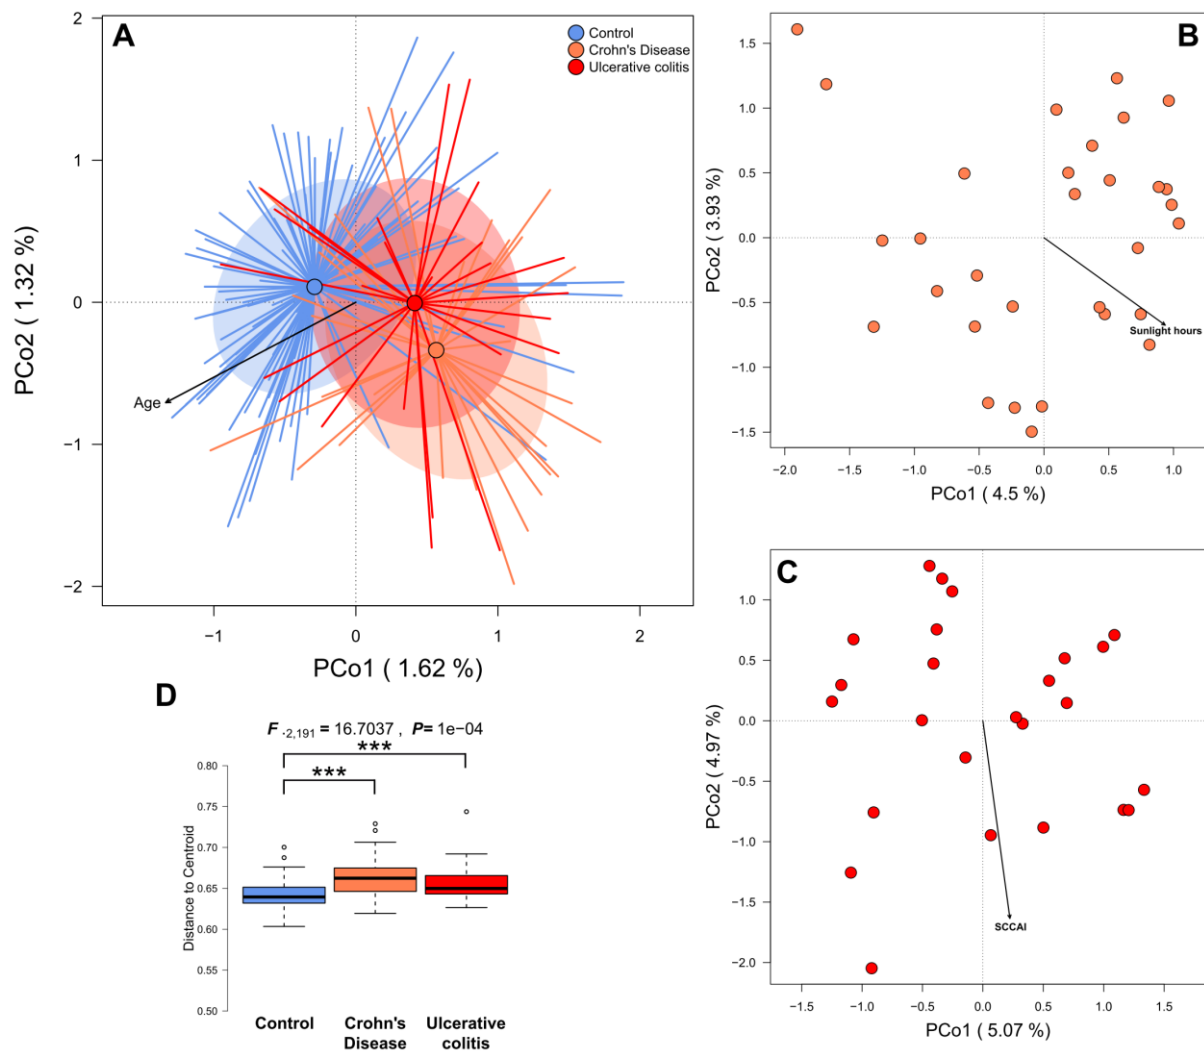 A
Control
Crohn's Disease
Ulcerative colitis
2
1
0
−1
−2
PCo2 ( 1.32 %)
Age
−1
0
1
2
PCo1 ( 1.62 %)
B
1.5
1.0
0.5
0.0
−0.5
−1.0
−1.5
PCo2 ( 3.93 %)
Sunlight hours
−2.0
−1.5
−1.0
−0.5
0.0
0.5
1.0
PCo1 ( 4.5 %)
C
1.0
0.5
0.0
−0.5
−1.0
−1.5
−2.0
PCo2 ( 4.97 %)
SCCAI
−1.5
−1.0
−0.5
0.0
0.5
1.0
1.5
PCo1 ( 5.07 %)
D
F -2,191 = 16.7037 , P= 1e−04
***
***
0.80
0.75
0.70
0.65
0.60
0.55
0.50
Distance to Centroid
Control
Crohn's
Disease
Ulcerative
colitis